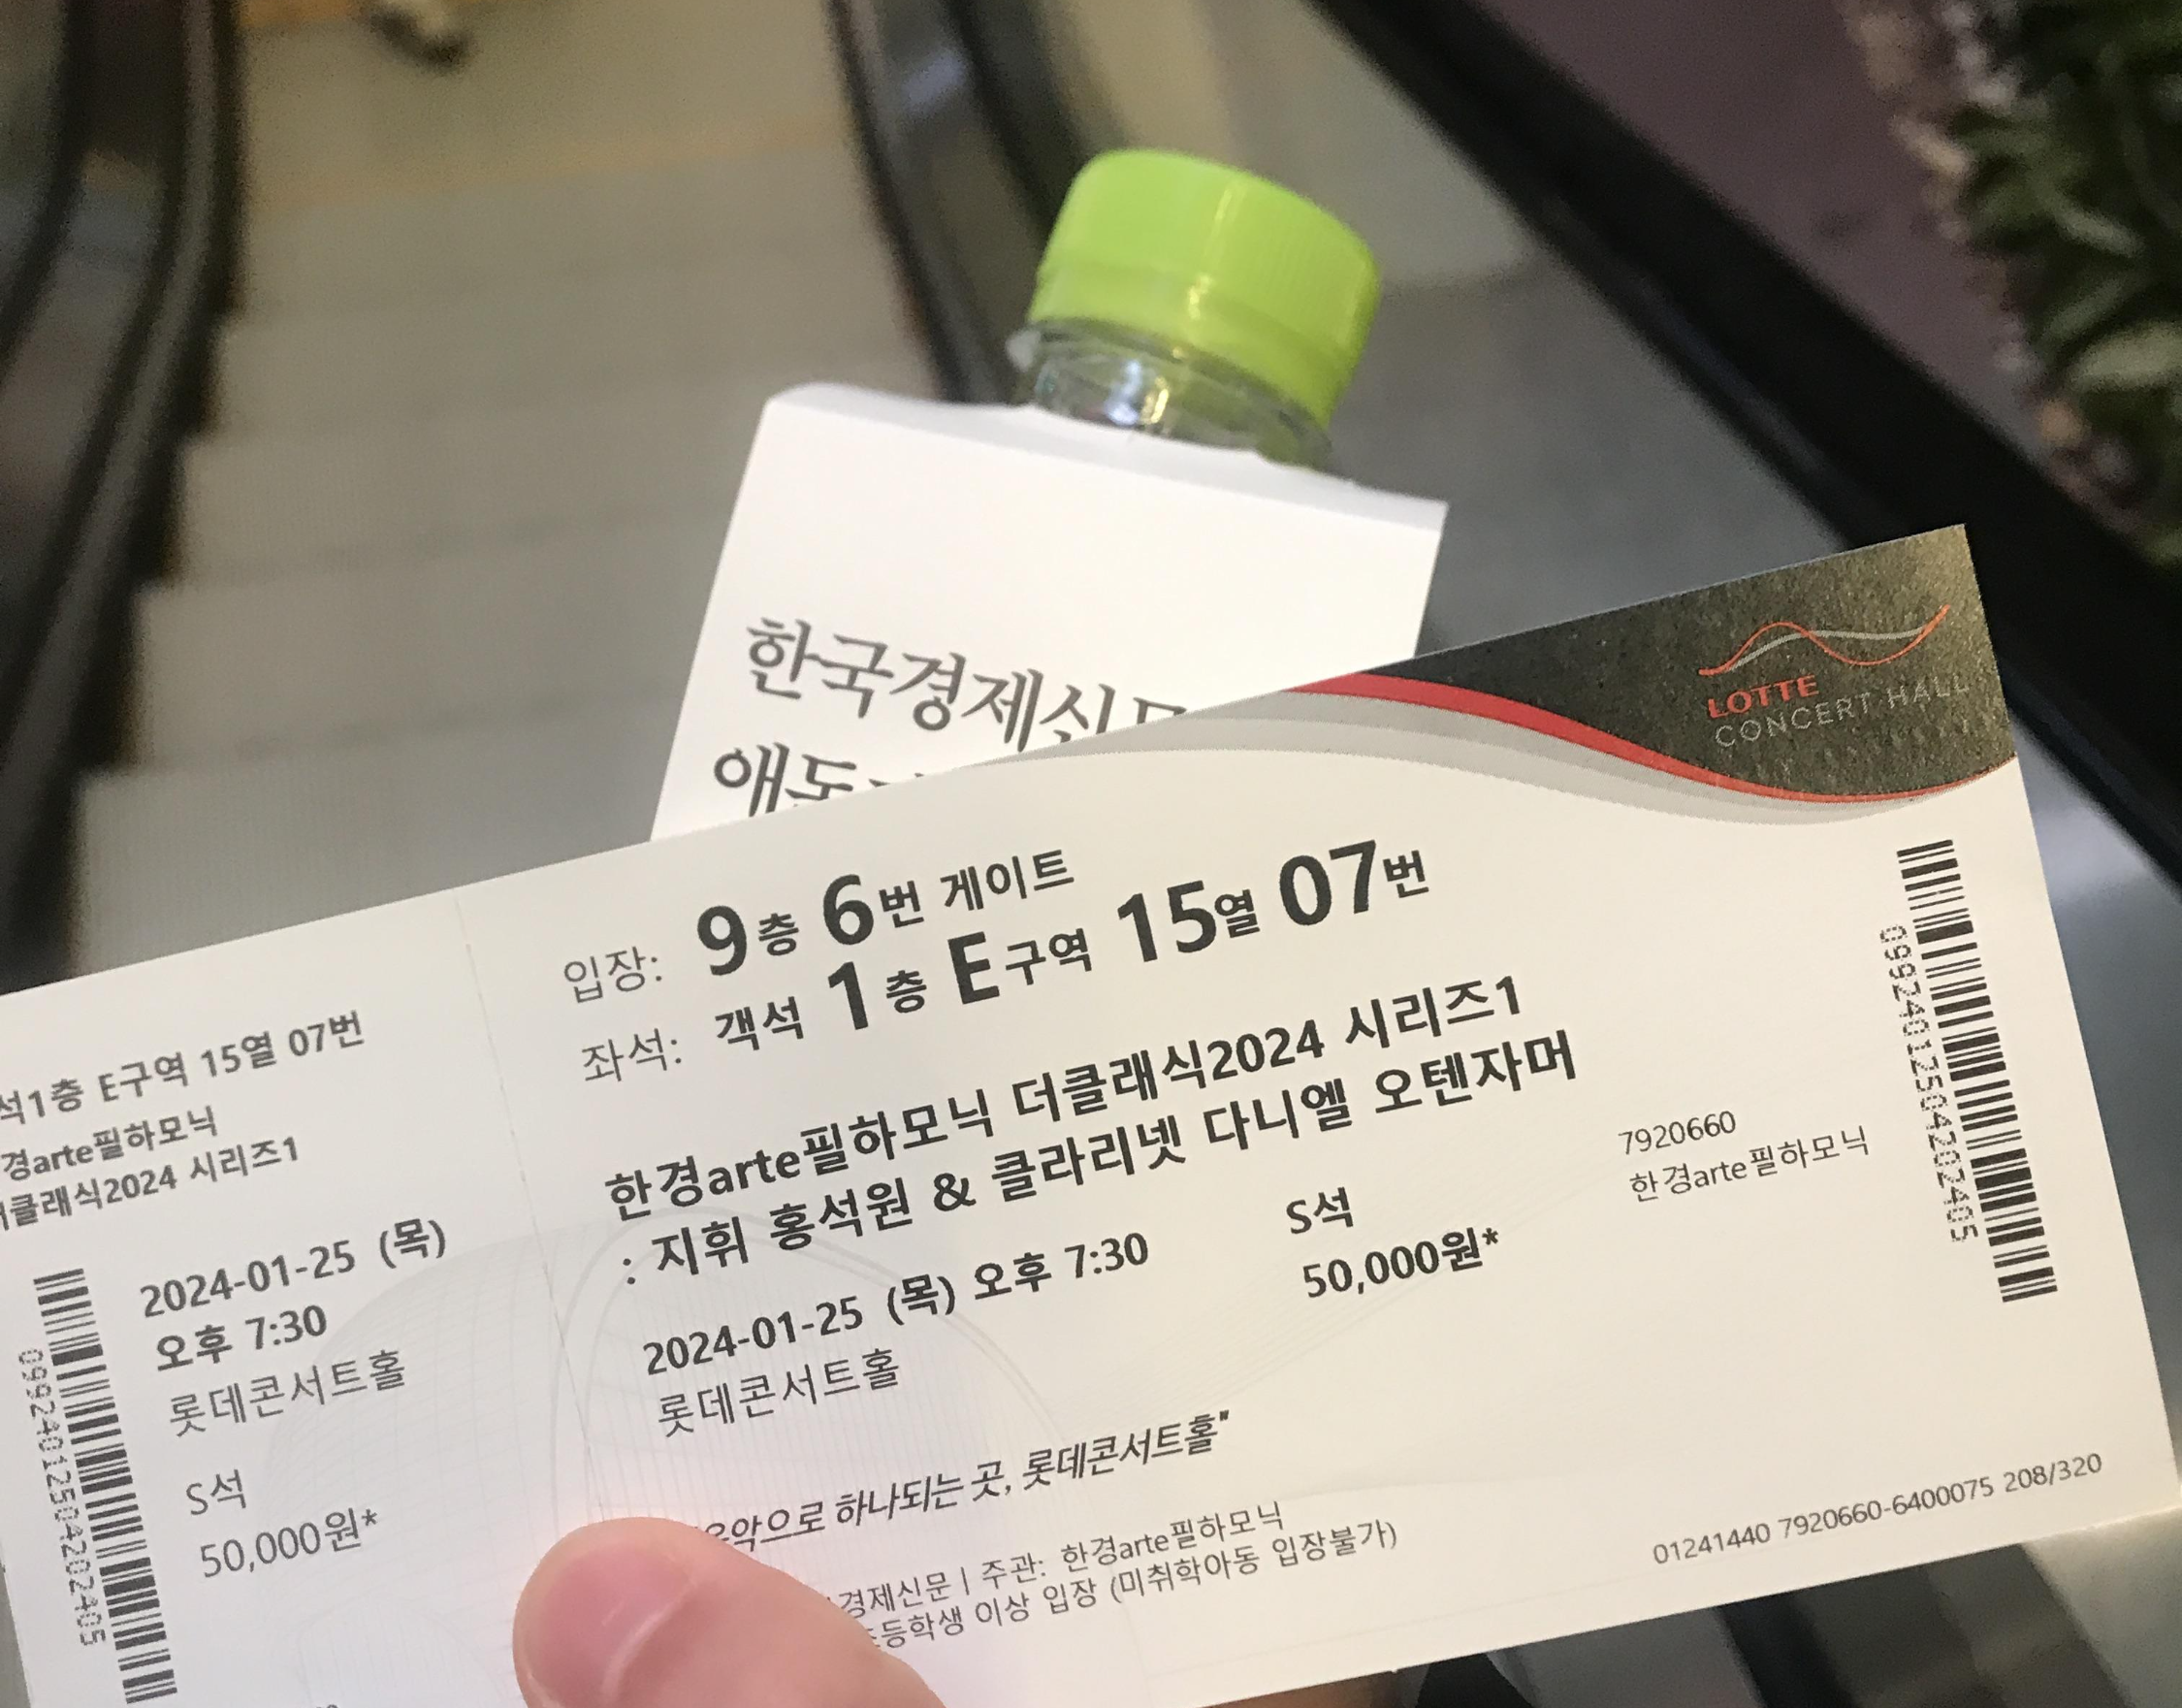 한국경제신문
LOTTE
CONCERT HALL
입장: 9층 6번 게이트
좌석: 객석 1층 E구역 15열 07번
한경arte필하모닉 더클래식2024 시리즈1
: 지휘 홍석원 & 클라리넷 다니엘 오텐자머
2024-01-25 (목) 오후 7:30
롯데콘서트홀
S석
50,000원*
7920660
한경arte필하모닉
0992401250420202405
음악으로 하나되는 곳, 롯데콘서트홀"
경제신문 | 주관: 한경arte필하모닉
초등학생 이상 입장 (미취학아동 입장불가)
01241440 7920660-6400075 208/320
석1층 E구역 15열 07번
경arte필하모닉
더클래식2024 시리즈1
2024-01-25 (목)
오후 7:30
롯데콘서트홀
S석
50,000원*
0992401250420202405